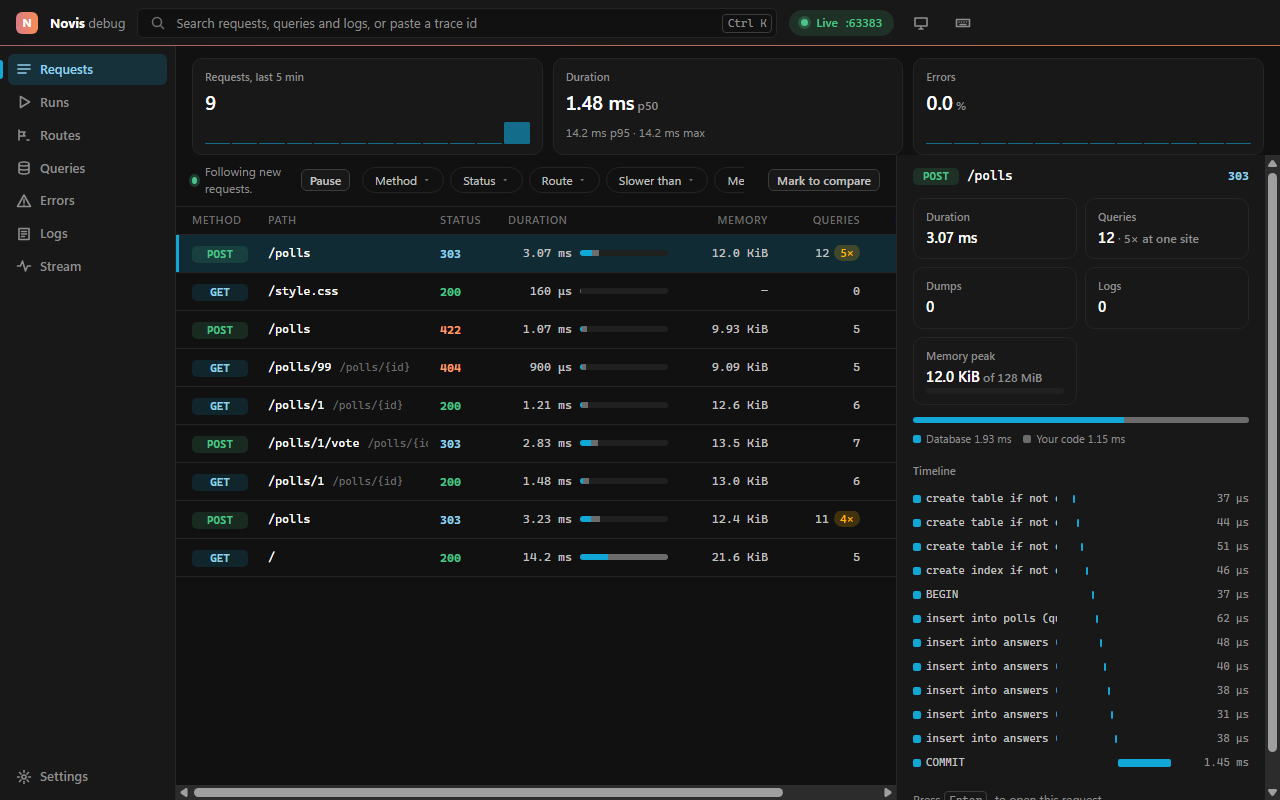 N Novis debug Search requests, queries and logs, or paste a trace id Ctrl K Live :63383
Requests
Runs
Routes
Queries
Errors
Logs
Stream
Settings
Requests, last 5 min
9
Duration
1.48 ms p50
14.2 ms p95 · 14.2 ms max
Errors
0.0 %
Following new
requests.
Pause Method Status Route Slower than Me Mark to compare
METHOD PATH STATUS DURATION MEMORY QUERIES
POST /polls 303 3.07 ms 12.0 KiB 12 5×
GET /style.css 200 160 µs — 0
POST /polls 422 1.07 ms 9.93 KiB 5
GET /polls/99 /polls/{id} 404 900 µs 9.09 KiB 5
GET /polls/1 /polls/{id} 200 1.21 ms 12.6 KiB 6
POST /polls/1/vote /polls/{ic 303 2.83 ms 13.5 KiB 7
GET /polls/1 /polls/{id} 200 1.48 ms 13.0 KiB 6
POST /polls 303 3.23 ms 12.4 KiB 11 4×
GET / 200 14.2 ms 21.6 KiB 5
POST /polls 303
Duration
3.07 ms
Queries
12 · 5× at one site
Dumps
0
Logs
0
Memory peak
12.0 KiB of 128 MiB
Database 1.93 ms Your code 1.15 ms
Timeline
create table if not 37 µs
create table if not 44 µs
create table if not 51 µs
create index if not 46 µs
BEGIN 37 µs
insert into polls (qu 62 µs
insert into answers 48 µs
insert into answers 40 µs
insert into answers 38 µs
insert into answers 31 µs
insert into answers 38 µs
COMMIT 1.45 ms
Press Enter to open this request